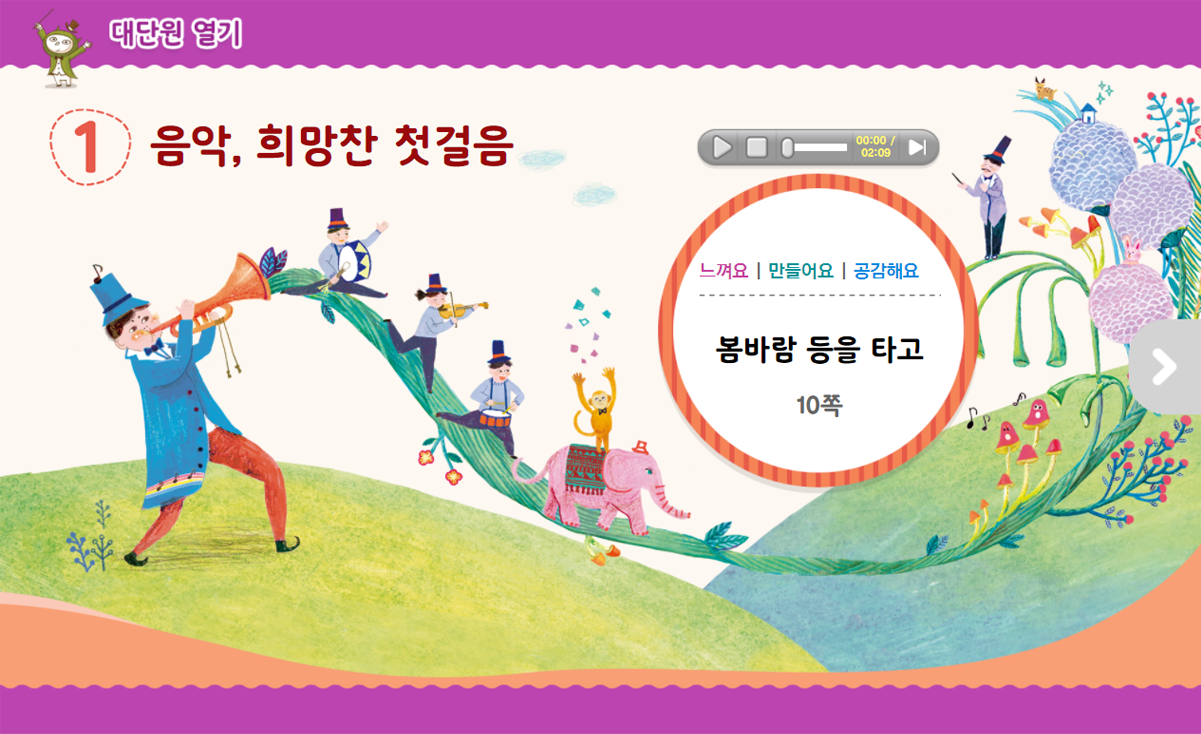 대단원 열기
1 음악, 희망찬 첫걸음
00:00 /
02:09
느껴요 | 만들어요 | 공감해요
봄바람 등을 타고
10쪽